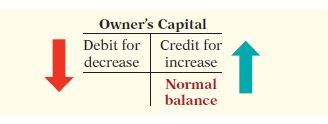 Owner's Capital
Debit for Credit for
decrease increase
Normal
balance